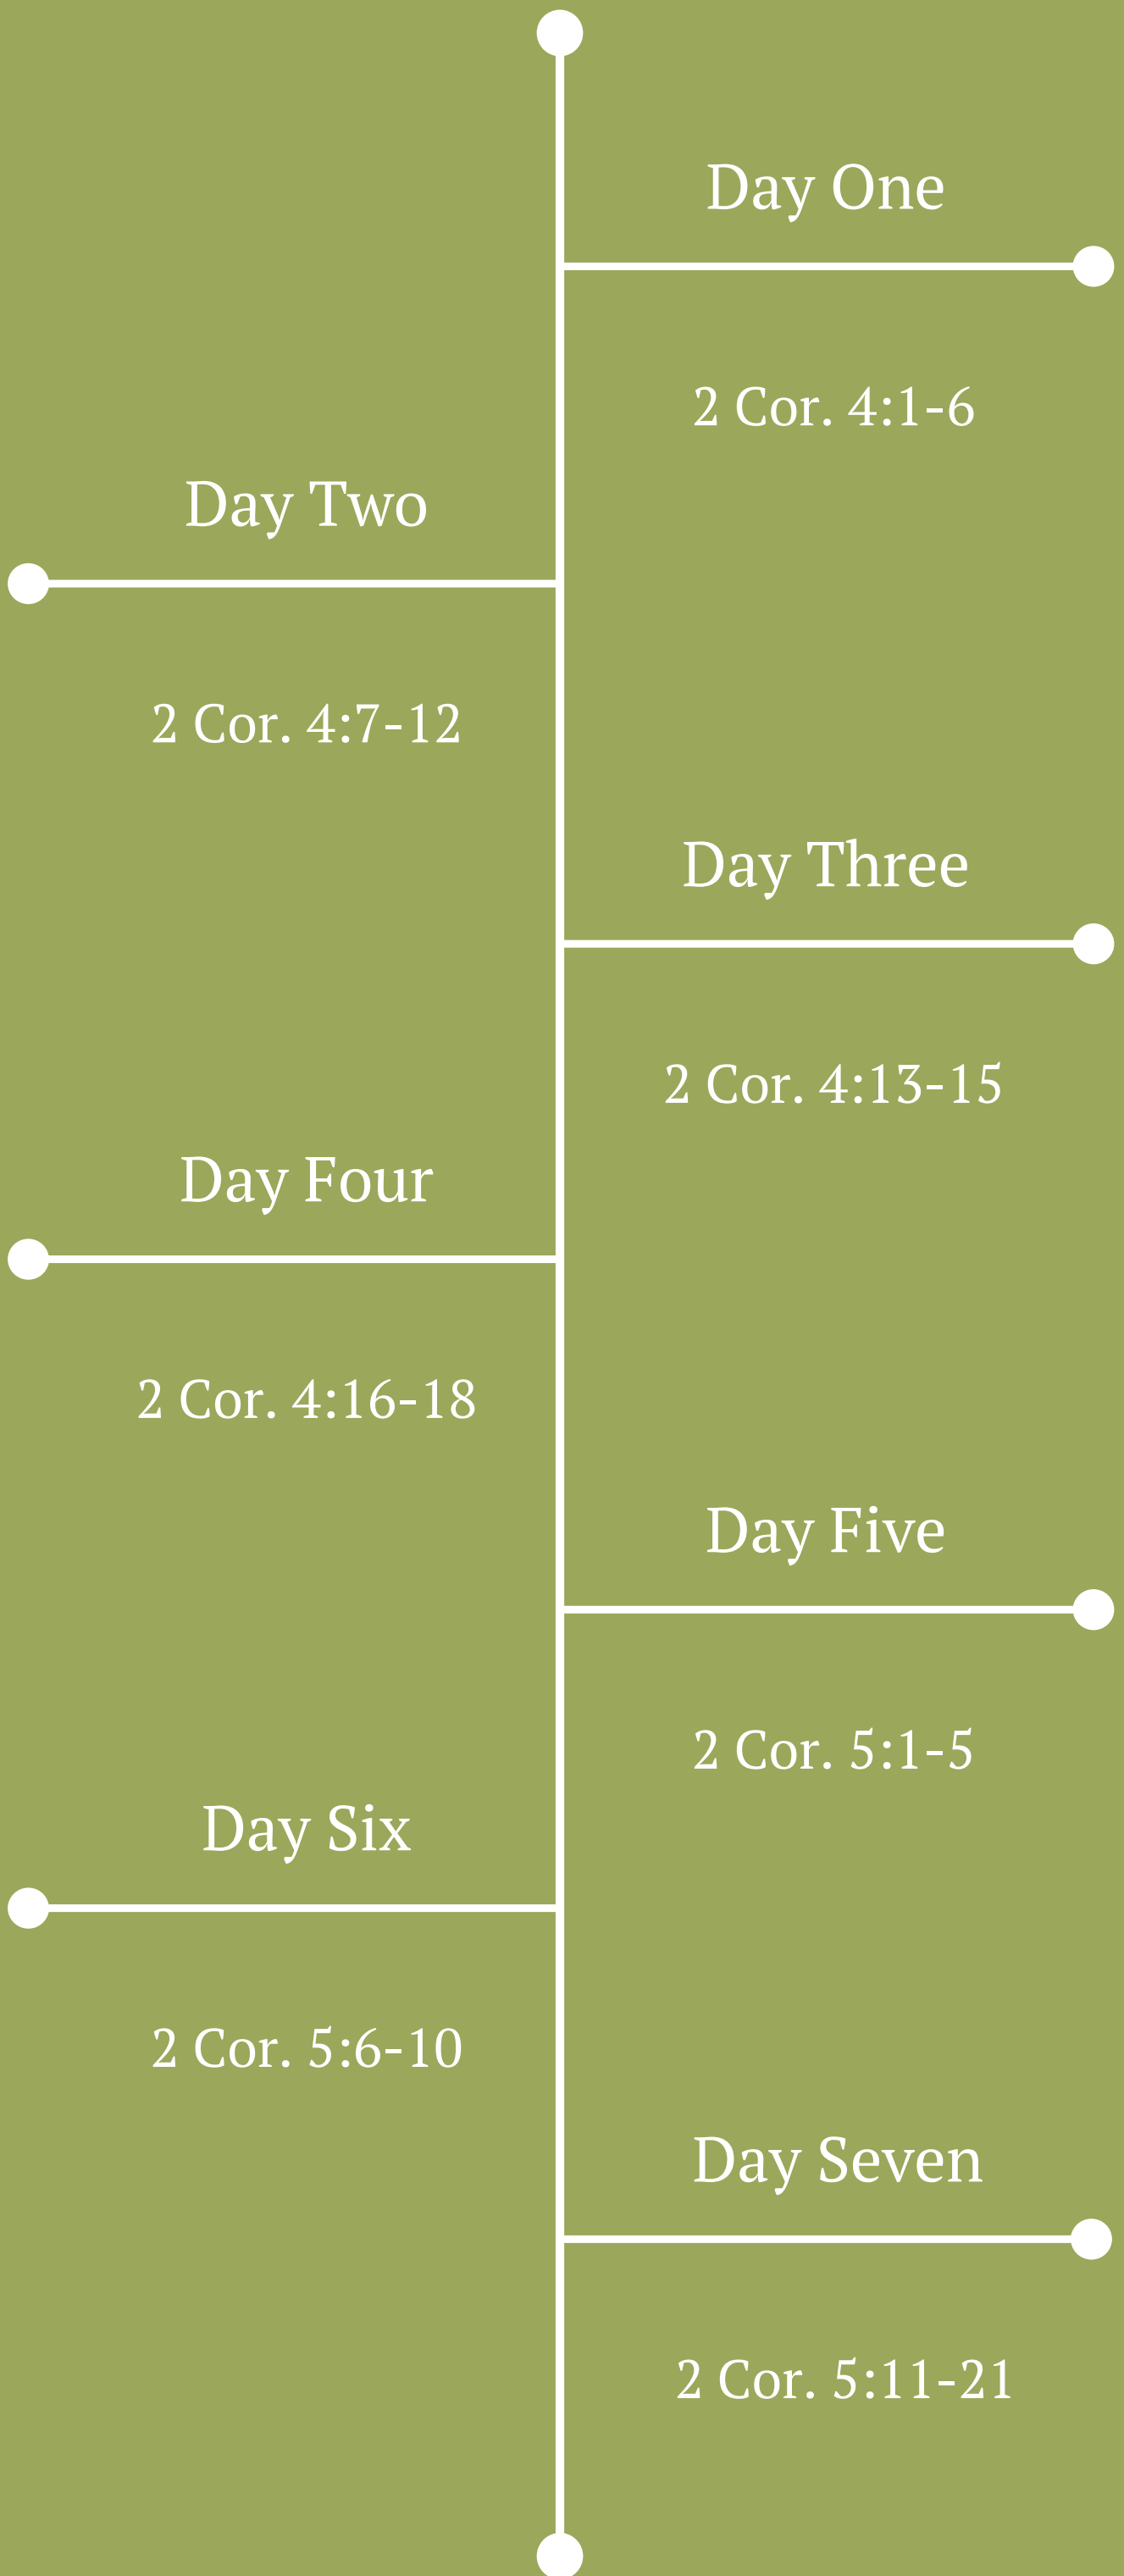 Day One
2 Cor. 4:1-6
Day Two
2 Cor. 4:7-12
Day Three
2 Cor. 4:13-15
Day Four
2 Cor. 4:16-18
Day Five
2 Cor. 5:1-5
Day Six
2 Cor. 5:6-10
Day Seven
2 Cor. 5:11-21